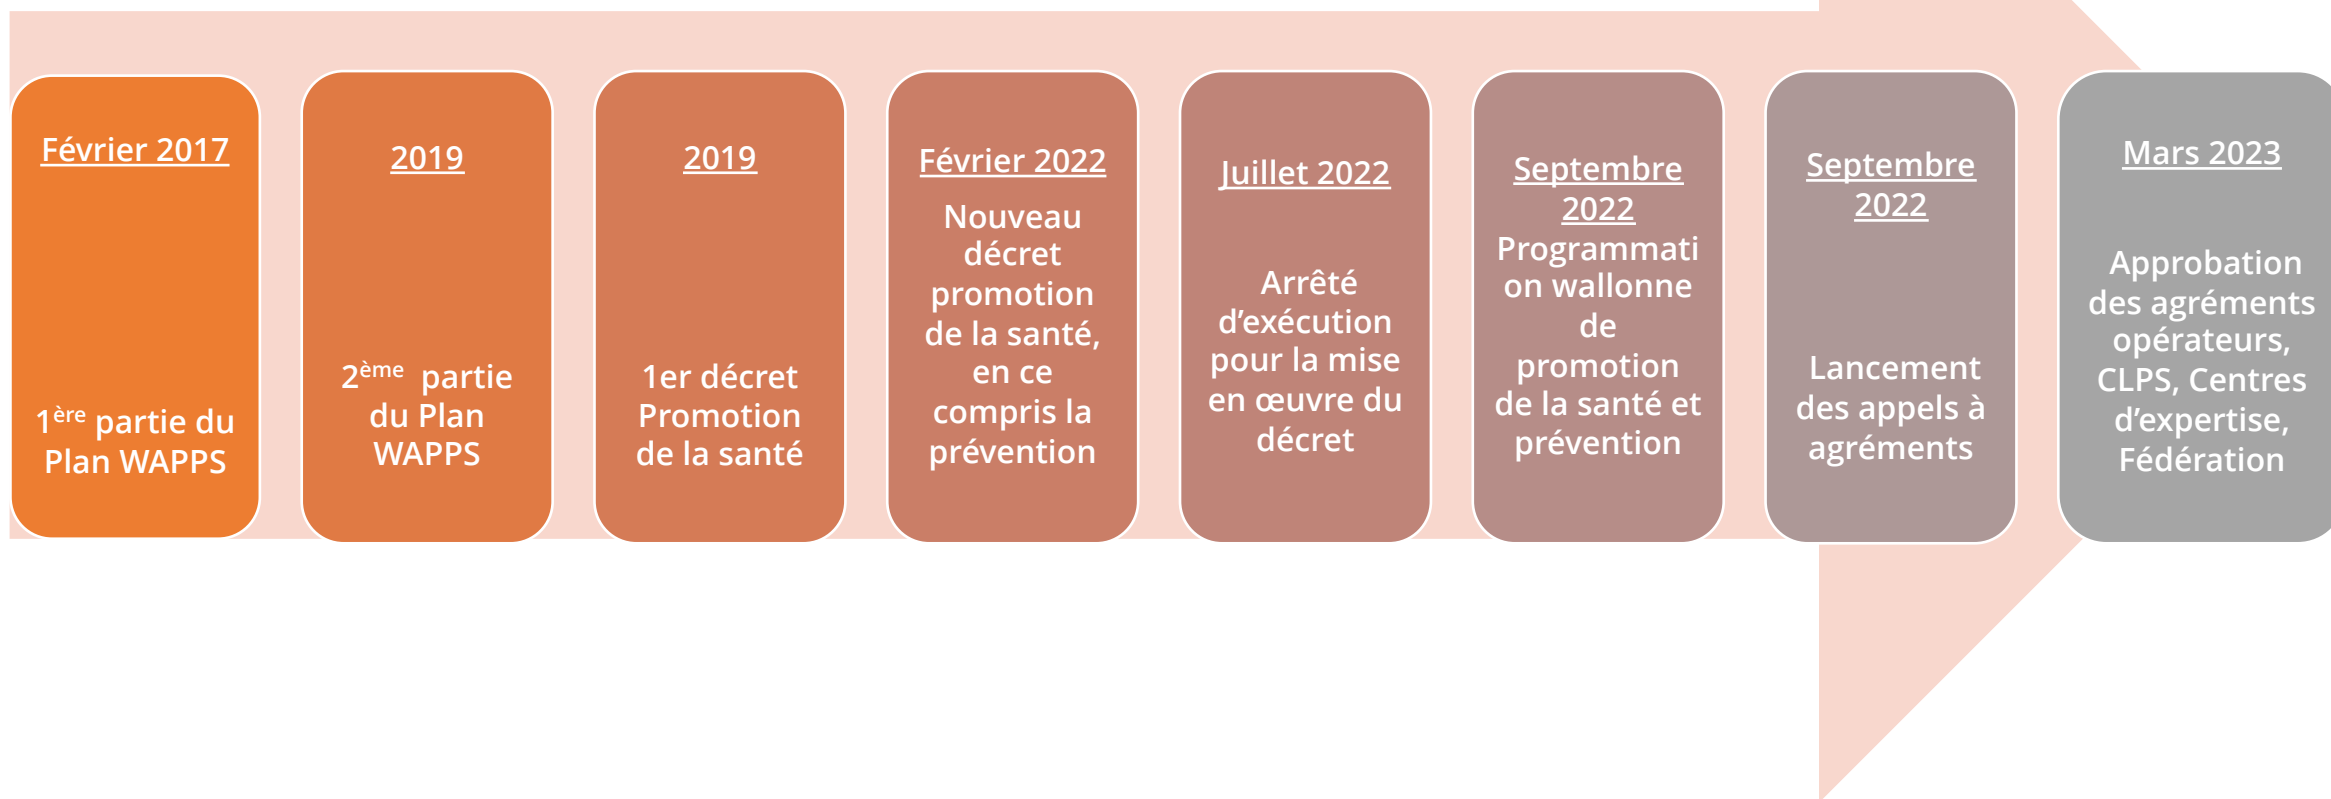 Février 2017
1ère partie du
Plan WAPPS
2019
2ème partie
du Plan
WAPPS
2019
1er décret
Promotion
de la santé
Février 2022
Nouveau
décret
promotion
de la santé,
en ce
compris la
prévention
Juillet 2022
Arrêté
d’exécution
pour la mise
en œuvre du
décret
Septembre
2022
Programmati
on wallonne
de
promotion
de la santé et
prévention
Septembre
2022
Lancement
des appels à
agréments
Mars 2023
Approbation
des agréments
opérateurs,
CLPS, Centres
d’expertise,
Fédération